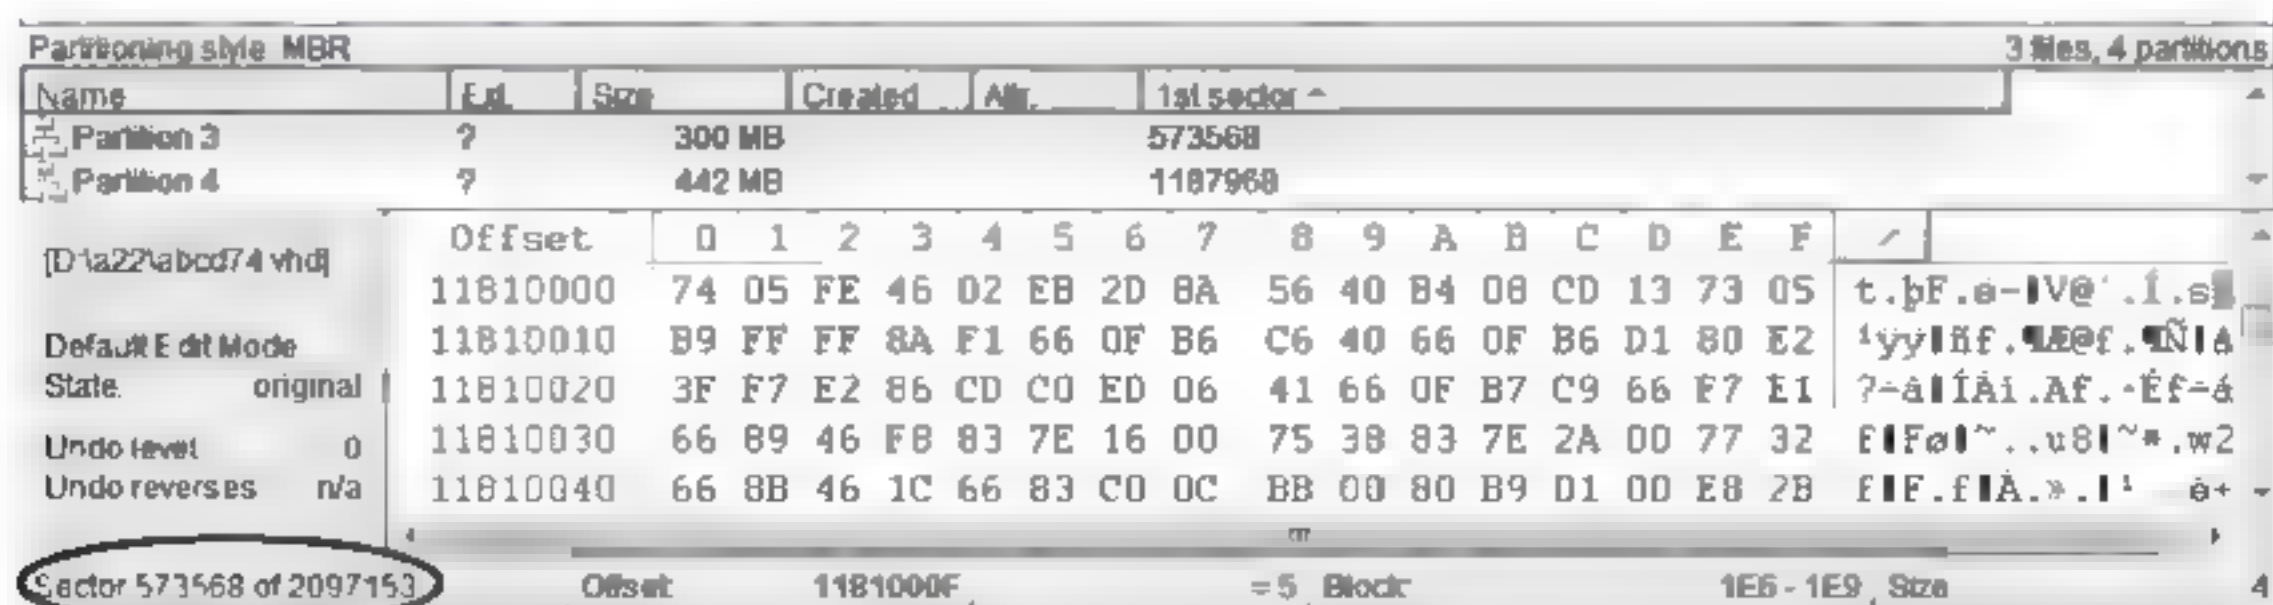 Partitioning style MBR 3 files, 4 partitions
Name Ext. Size Created Attr. 1st sector
Partition 3 ? 300 MB 573568
Partition 4 ? 442 MB 1187968
Offset 0 1 2 3 4 5 6 7 8 9 A B C D E F
[D:\a22\abcd74.vhd]
11810000 74 05 FE 46 02 EB 2D 8A 56 40 B4 08 CD 13 73 05
Default Edit Mode
11810010 B9 FF FF 8A F1 66 0F B6 C6 40 66 0F B6 D1 80 E2
State: original
11810020 3F F7 E2 86 CD C0 ED 06 41 66 0F B7 C9 66 F7 E1
Undo level: 0
11810030 66 89 46 F8 83 7E 16 00 75 38 83 7E 2A 00 77 32
Undo reverses: n/a
11810040 66 8B 46 1C 66 83 C0 0C BB 00 80 B9 D1 00 E8 2B
Sector 573568 of 2097153 Offset: 1181000F = 5 Block: 1E6 - 1E9 Size: 4